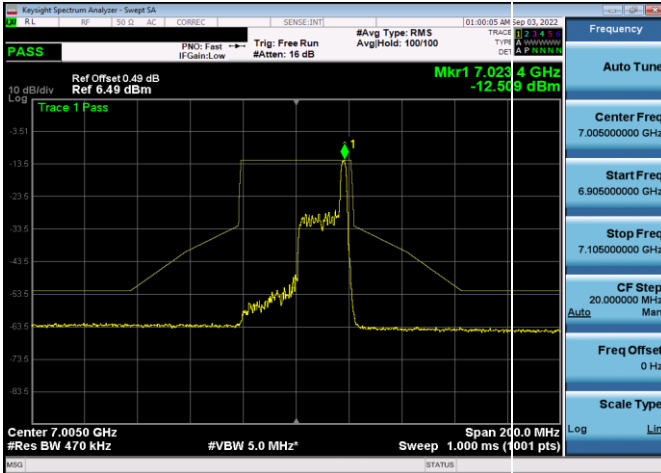 Keysight Spectrum Analyzer - Swept SA
RL RF 50 Ω AC CORREC SENSE:INT 01:00:05 AM Sep 03, 2022
PASS
PNO: Fast
IFGain:Low
Trig: Free Run
#Atten: 16 dB
#Avg Type: RMS
Avg|Hold: 100/100
TRACE 1 2 3 4 5 6
TYPE A WWWWW
DET A P N N N N
Frequency
Auto Tune
Center Freq
7.005000000 GHz
Start Freq
6.905000000 GHz
Stop Freq
7.105000000 GHz
CF Step
20.000000 MHz
Auto Man
Freq Offset
0 Hz
Scale Type
Log Lin
Ref Offset 0.49 dB
10 dB/div Ref 6.49 dBm
Log
Mkr1 7.023 4 GHz
-12.509 dBm
Trace 1 Pass
1
-3.51
-13.5
-23.5
-33.5
-43.5
-53.5
-63.5
-73.5
-83.5
Center 7.0050 GHz Span 200.0 MHz
#Res BW 470 kHz #VBW 5.0 MHz* Sweep 1.000 ms (1001 pts)
MSG STATUS